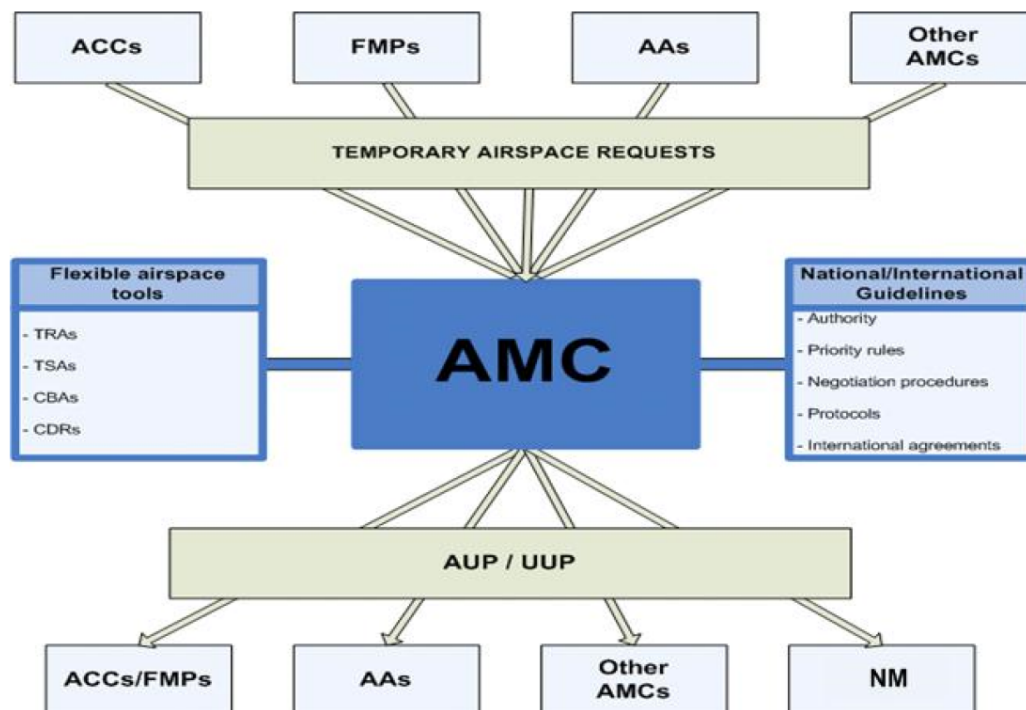 ACCs
FMPs
AAs
Other
AMCs
TEMPORARY AIRSPACE REQUESTS
Flexible airspace
tools
- TRAs
- TSAs
- CBAs
- CDRs
AMC
National/International
Guidelines
- Authority
- Priority rules
- Negotiation procedures
- Protocols
- International agreements
AUP / UUP
ACCs/FMPs
AAs
Other
AMCs
NM